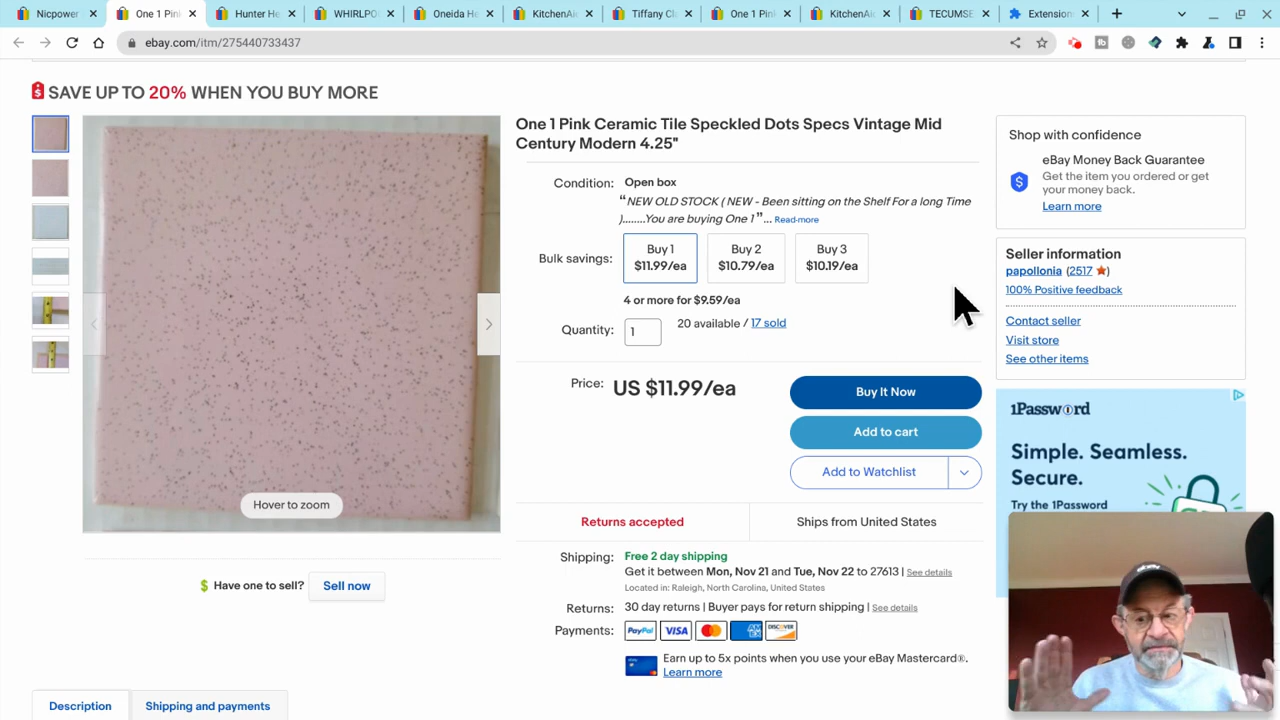 Nicpower
One 1 Pink
Hunter He
WHIRLPO
Oneida He
KitchenAi
Tiffany Cl
One 1 Pink
KitchenAi
TECUMSE
Extension
ebay.com/itm/275440733437
SAVE UP TO 20% WHEN YOU BUY MORE
One 1 Pink Ceramic Tile Speckled Dots Specs Vintage Mid
Century Modern 4.25"
Condition: Open box
“NEW OLD STOCK ( NEW - Been sitting on the Shelf For a long Time
)........You are buying One 1 ”... Read more
Bulk savings:
Buy 1
$11.99/ea
Buy 2
$10.79/ea
Buy 3
$10.19/ea
4 or more for $9.59/ea
Quantity: 1 20 available / 17 sold
Price: US $11.99/ea
Buy It Now
Add to cart
Add to Watchlist
Returns accepted
Ships from United States
Shipping: Free 2 day shipping
Get it between Mon, Nov 21 and Tue, Nov 22 to 27613 | See details
Located in: Raleigh, North Carolina, United States
Returns: 30 day returns | Buyer pays for return shipping | See details
Payments: PayPal VISA MasterCard AM EX DISCOVER
Earn up to 5x points when you use your eBay Mastercard®.
Learn more
Hover to zoom
Have one to sell? Sell now
Description
Shipping and payments
Shop with confidence
eBay Money Back Guarantee
Get the item you ordered or get
your money back.
Learn more
Seller information
papollonia (2517 )
100% Positive feedback
Contact seller
Visit store
See other items
1Password
Simple. Seamless.
Secure.
Try the 1Password